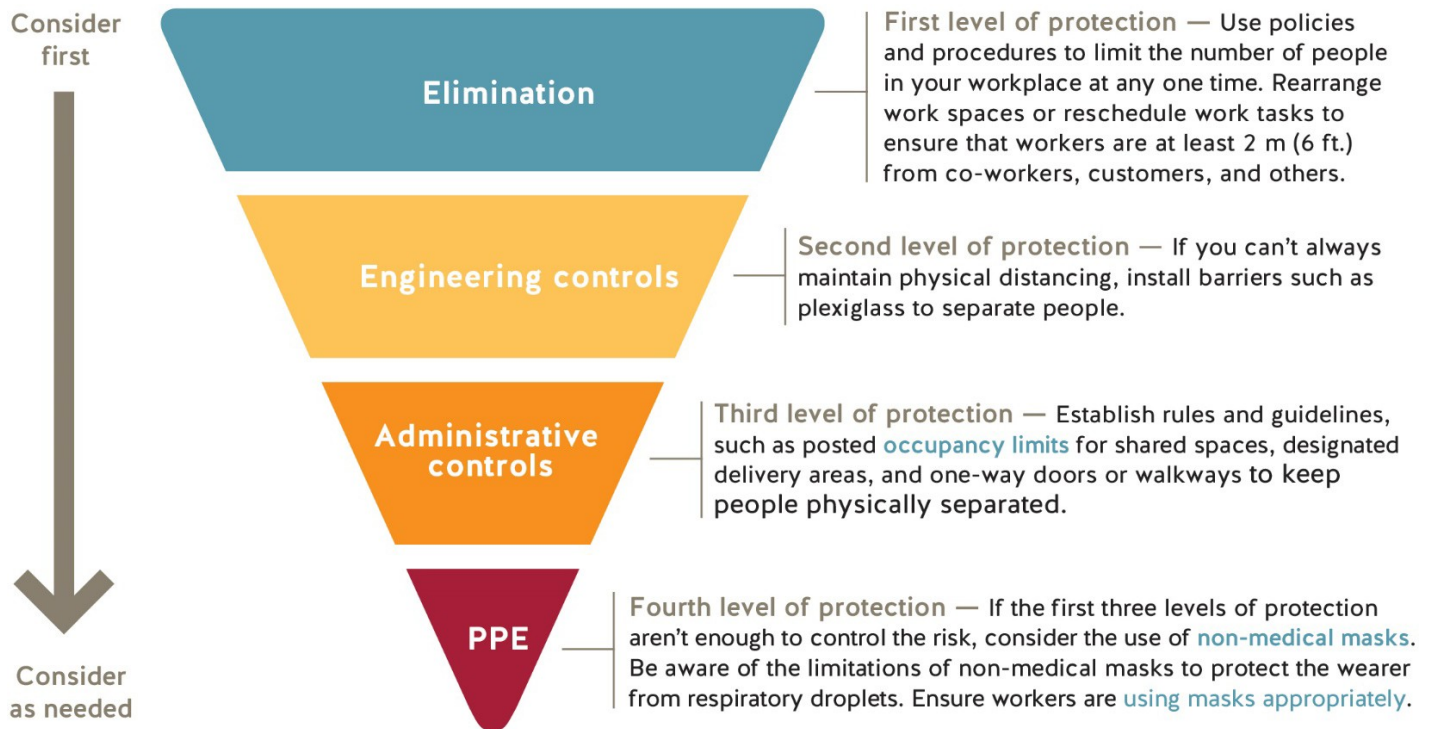 Consider
first
Elimination
First level of protection — Use policies
and procedures to limit the number of people
in your workplace at any one time. Rearrange
work spaces or reschedule work tasks to
ensure that workers are at least 2 m (6 ft.)
from co-workers, customers, and others.
Engineering controls
Second level of protection — If you can’t always
maintain physical distancing, install barriers such as
plexiglass to separate people.
Administrative
controls
Third level of protection — Establish rules and guidelines,
such as posted occupancy limits for shared spaces, designated
delivery areas, and one-way doors or walkways to keep
people physically separated.
PPE
Fourth level of protection — If the first three levels of protection
aren’t enough to control the risk, consider the use of non-medical masks.
Be aware of the limitations of non-medical masks to protect the wearer
from respiratory droplets. Ensure workers are using masks appropriately.
Consider
as needed